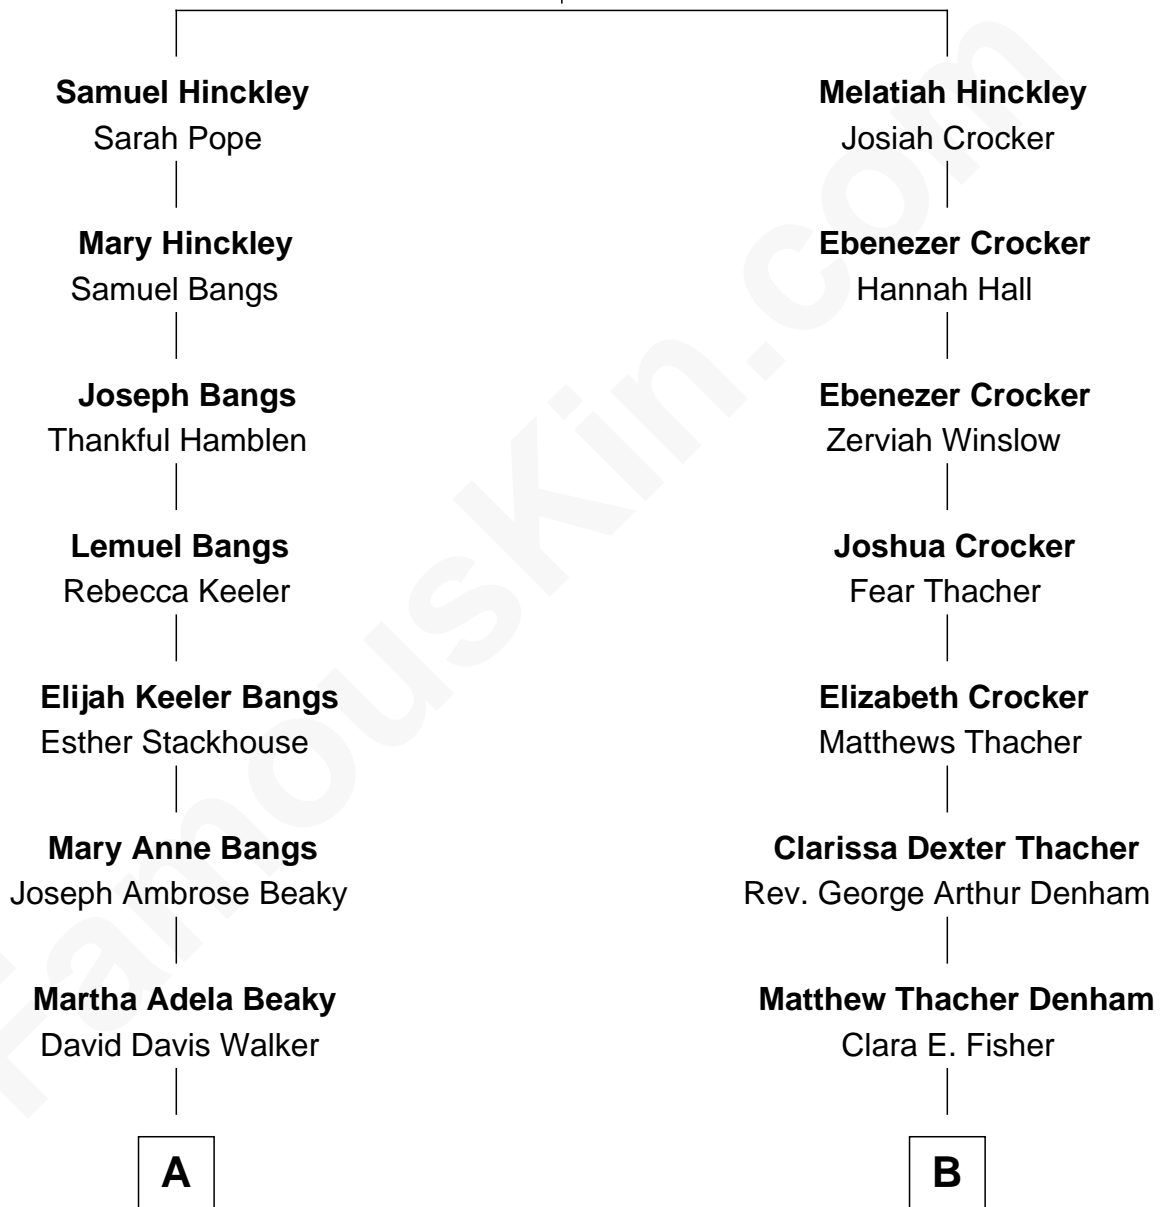 Samuel Hinckley
Sarah Pope
Mary Hinckley
Samuel Bangs
Joseph Bangs
Thankful Hamblen
Lemuel Bangs
Rebecca Keeler
Elijah Keeler Bangs
Esther Stackhouse
Mary Anne Bangs
Joseph Ambrose Beaky
Martha Adela Beaky
David Davis Walker
A
Melatiah Hinckley
Josiah Crocker
Ebenezer Crocker
Hannah Hall
Ebenezer Crocker
Zerviah Winslow
Joshua Crocker
Fear Thacher
Elizabeth Crocker
Matthews Thacher
Clarissa Dexter Thacher
Rev. George Arthur Denham
Matthew Thacher Denham
Clara E. Fisher
B
FamousKin.com